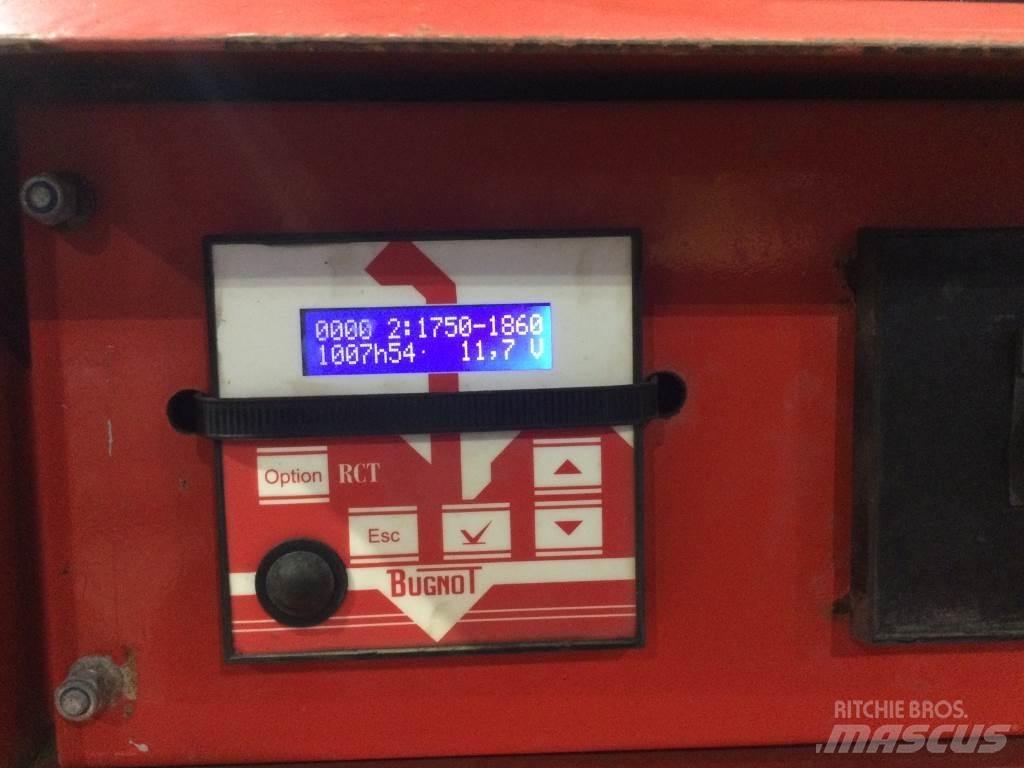 0000 2:1750-1860
1007h54 11,7 V
Option RCT
Esc
BUGNOT
RITCHIE BROS.
MASCUS